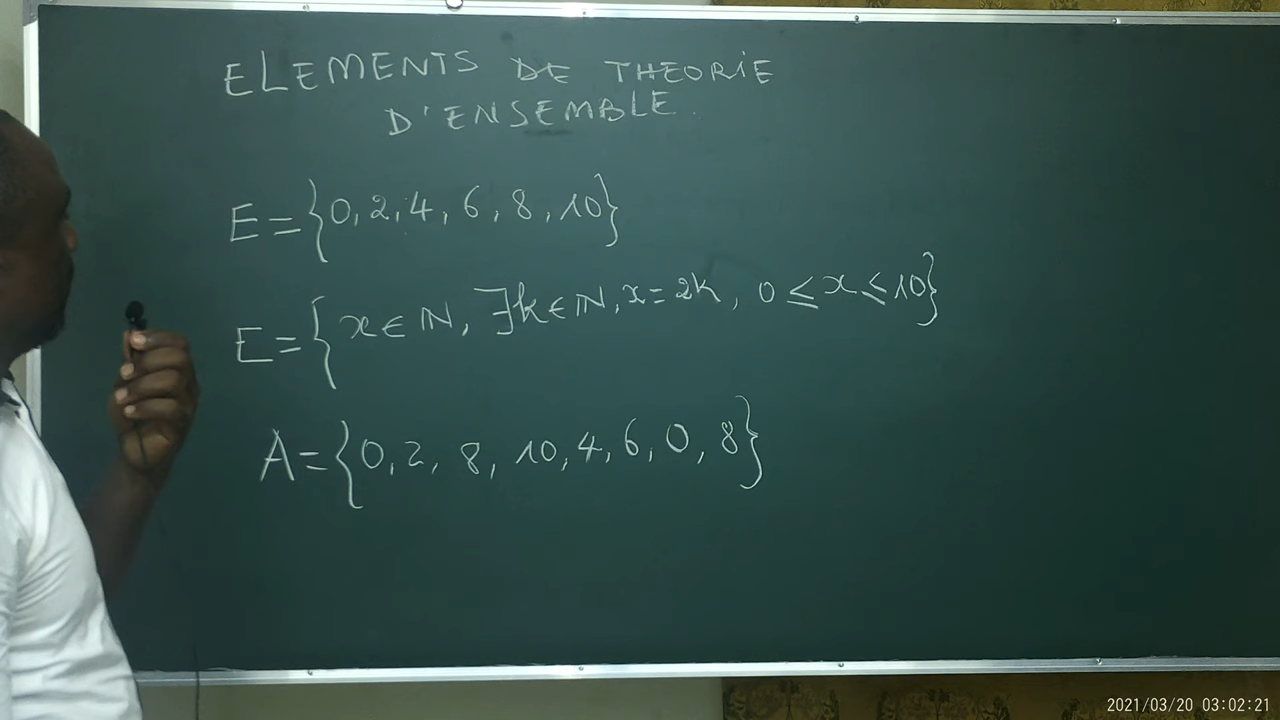 ELEMENTS DE THEORIE
D'ENSEMBLE.
E={0,2,4,6,8,10}
E={x∈ℕ, ∃k∈ℕ, x=2k, 0≤x≤10}
A={0,2,8,10,4,6,0,8}
2021/03/20 03:02:21